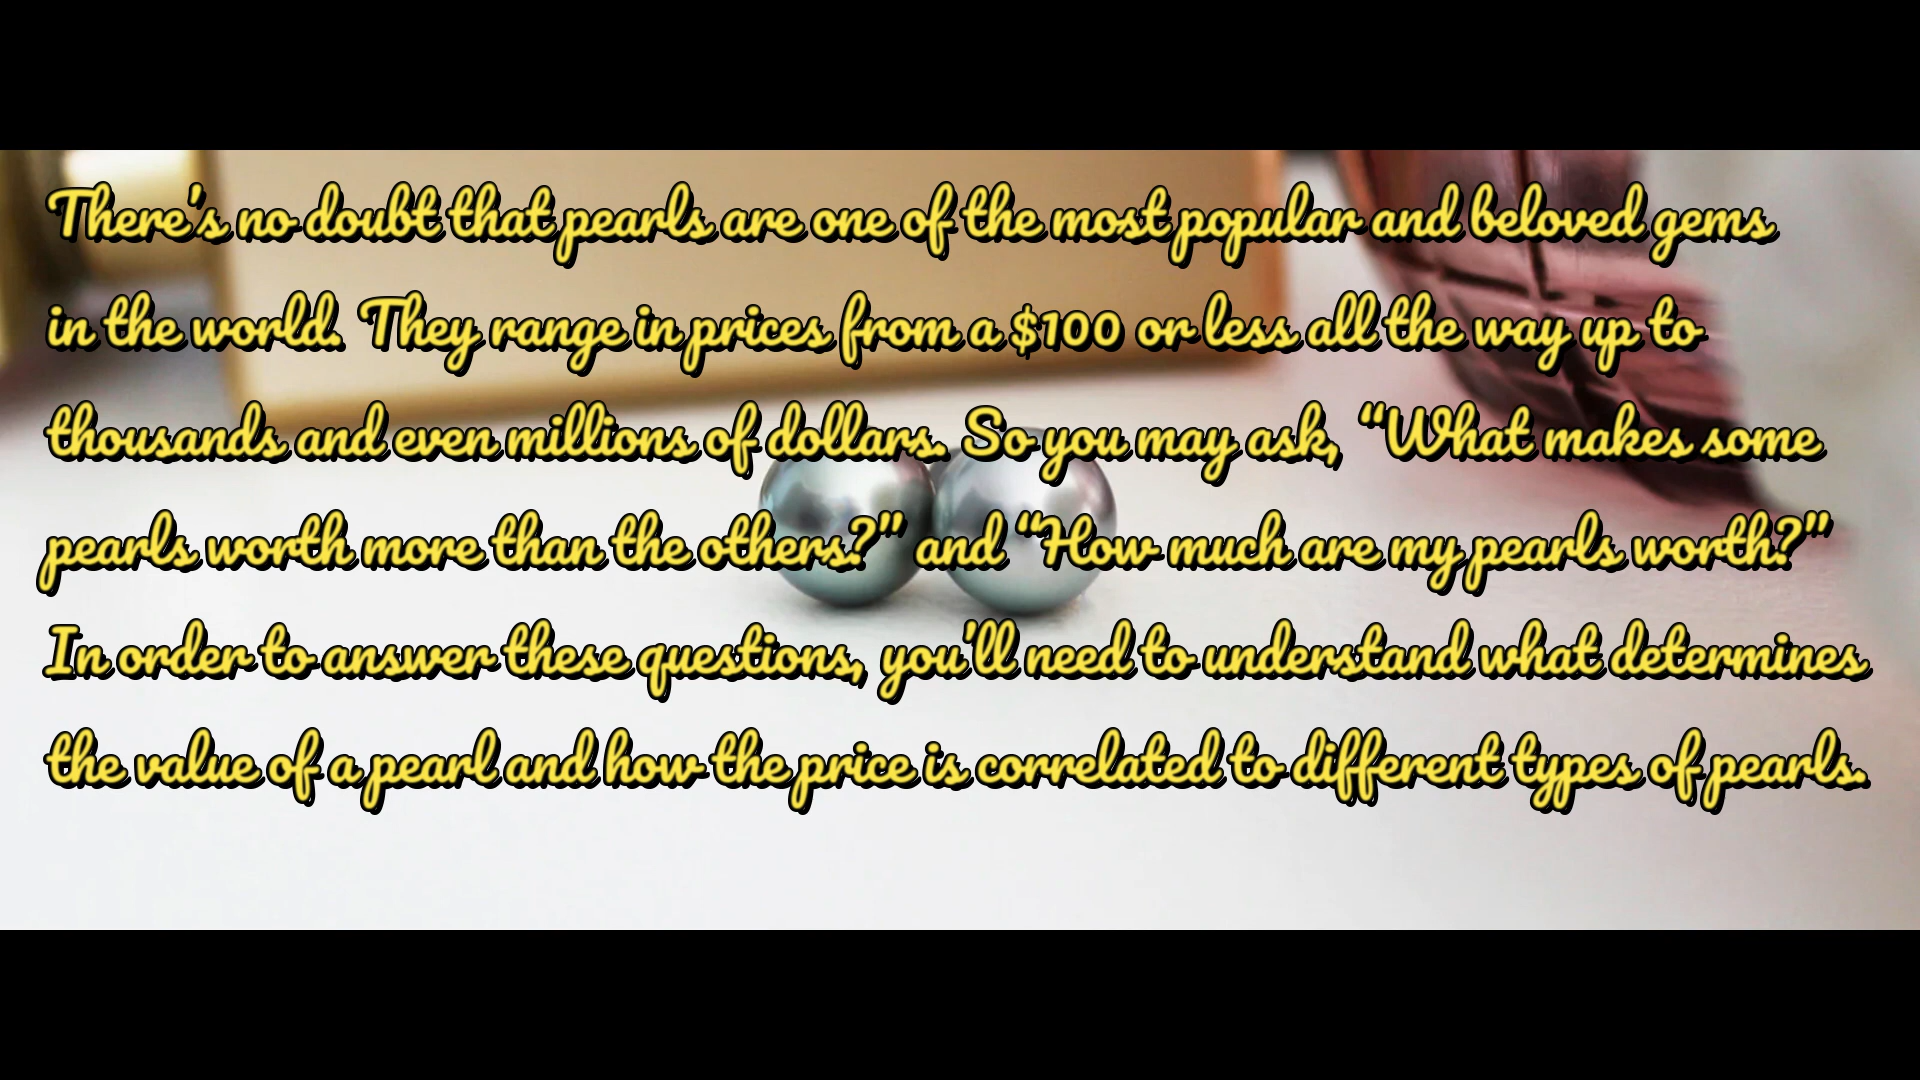 There's no doubt that pearls are one of the most popular and beloved gems
in the world. They range in prices from a $100 or less all the way up to
thousands and even millions of dollars. So you may ask, “What makes some
pearls worth more than the others?” and “How much are my pearls worth?”
In order to answer these questions, you'll need to understand what determines
the value of a pearl and how the price is correlated to different types of pearls.